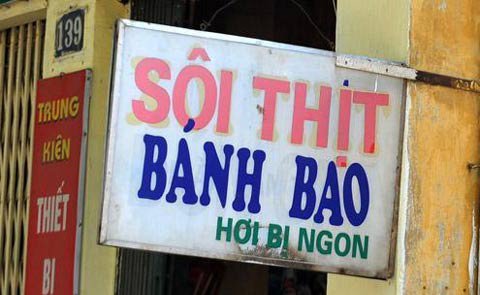 139
TRUNG
KIÊN
THIẾT
BỊ
SÔI THỊT
BÁNH BAO
HƠI BỊ NGON